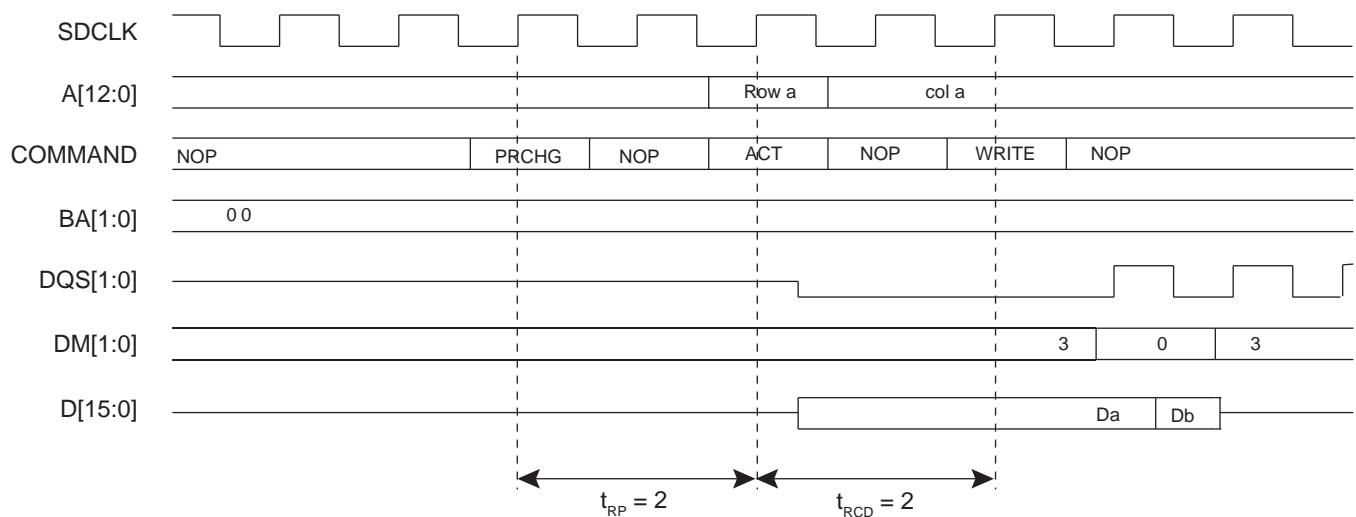 SDCLK
A[12:0] Row a col a
COMMAND NOP PRCHG NOP ACT NOP WRITE NOP
BA[1:0] 0 0
DQS[1:0]
DM[1:0] 3 0 3
D[15:0] Da Db
tRP = 2 tRCD = 2